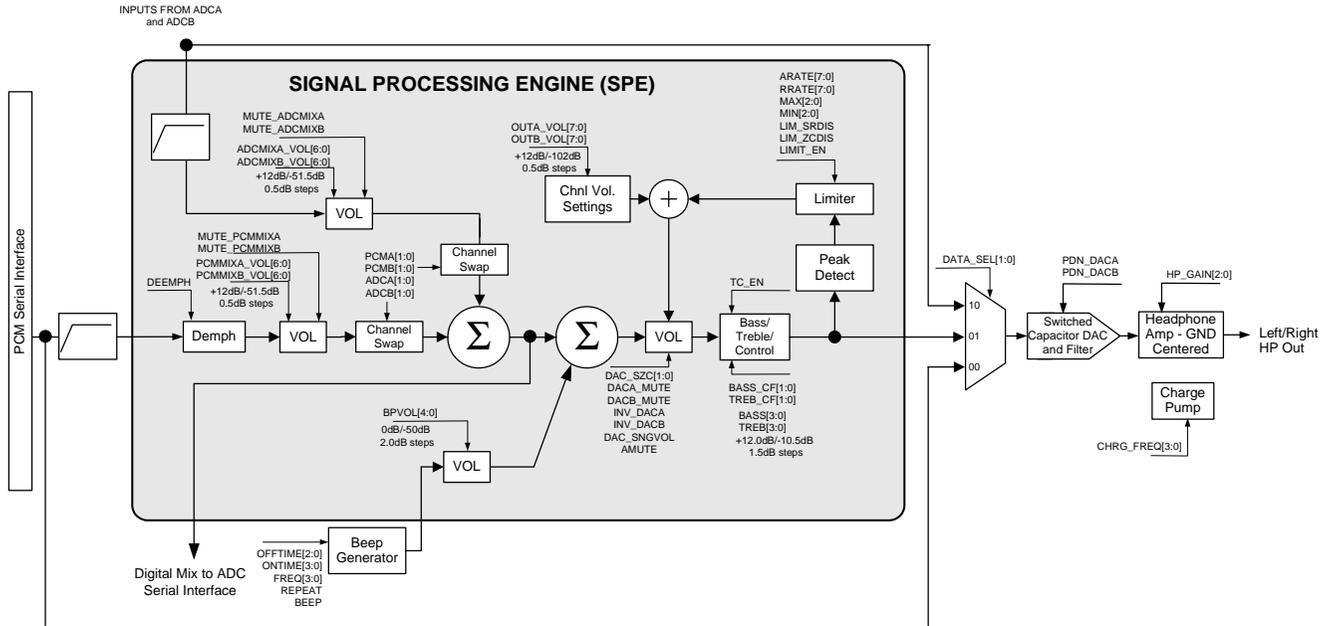 INPUTS FROM ADCA
and ADCB
SIGNAL PROCESSING ENGINE (SPE)
ARATE[7:0]
RRATE[7:0]
MAX[2:0]
MIN[2:0]
LIM_SRDIS
LIM_ZCDIS
LIMIT_EN
MUTE_ADCMIXA
MUTE_ADCMIXB
ADCMIXA_VOL[6:0]
ADCMIXB_VOL[6:0]
+12dB/-51.5dB
0.5dB steps
VOL
OUTA_VOL[7:0]
OUTB_VOL[7:0]
+12dB/-102dB
0.5dB steps
Chnl Vol.
Settings
+
Limiter
Peak
Detect
PCM Serial Interface
MUTE_PCMMIXA
MUTE_PCMMIXB
PCMMIXA_VOL[6:0]
PCMMIXB_VOL[6:0]
+12dB/-51.5dB
0.5dB steps
DEEMPH
Demph
VOL
PCMA[1:0]
PCMB[1:0]
ADCA[1:0]
ADCB[1:0]
Channel
Swap
Channel
Swap
Σ
Σ
VOL
TC_EN
Bass/
Treble/
Control
DAC_SZC[1:0]
DACA_MUTE
DACB_MUTE
INV_DACA
INV_DACB
DAC_SNGVOL
AMUTE
BASS_CF[1:0]
TREB_CF[1:0]
BASS[3:0]
TREB[3:0]
+12.0dB/-10.5dB
1.5dB steps
DATA_SEL[1:0]
10
01
00
PDN_DACA
PDN_DACB
Switched
Capacitor DAC
and Filter
HP_GAIN[2:0]
Headphone
Amp - GND
Centered
Left/Right
HP Out
Charge
Pump
CHRG_FREQ[3:0]
BPVOL[4:0]
0dB/-50dB
2.0dB steps
VOL
Beep
Generator
OFFTIME[2:0]
ONTIME[3:0]
FREQ[3:0]
REPEAT
BEEP
Digital Mix to ADC
Serial Interface